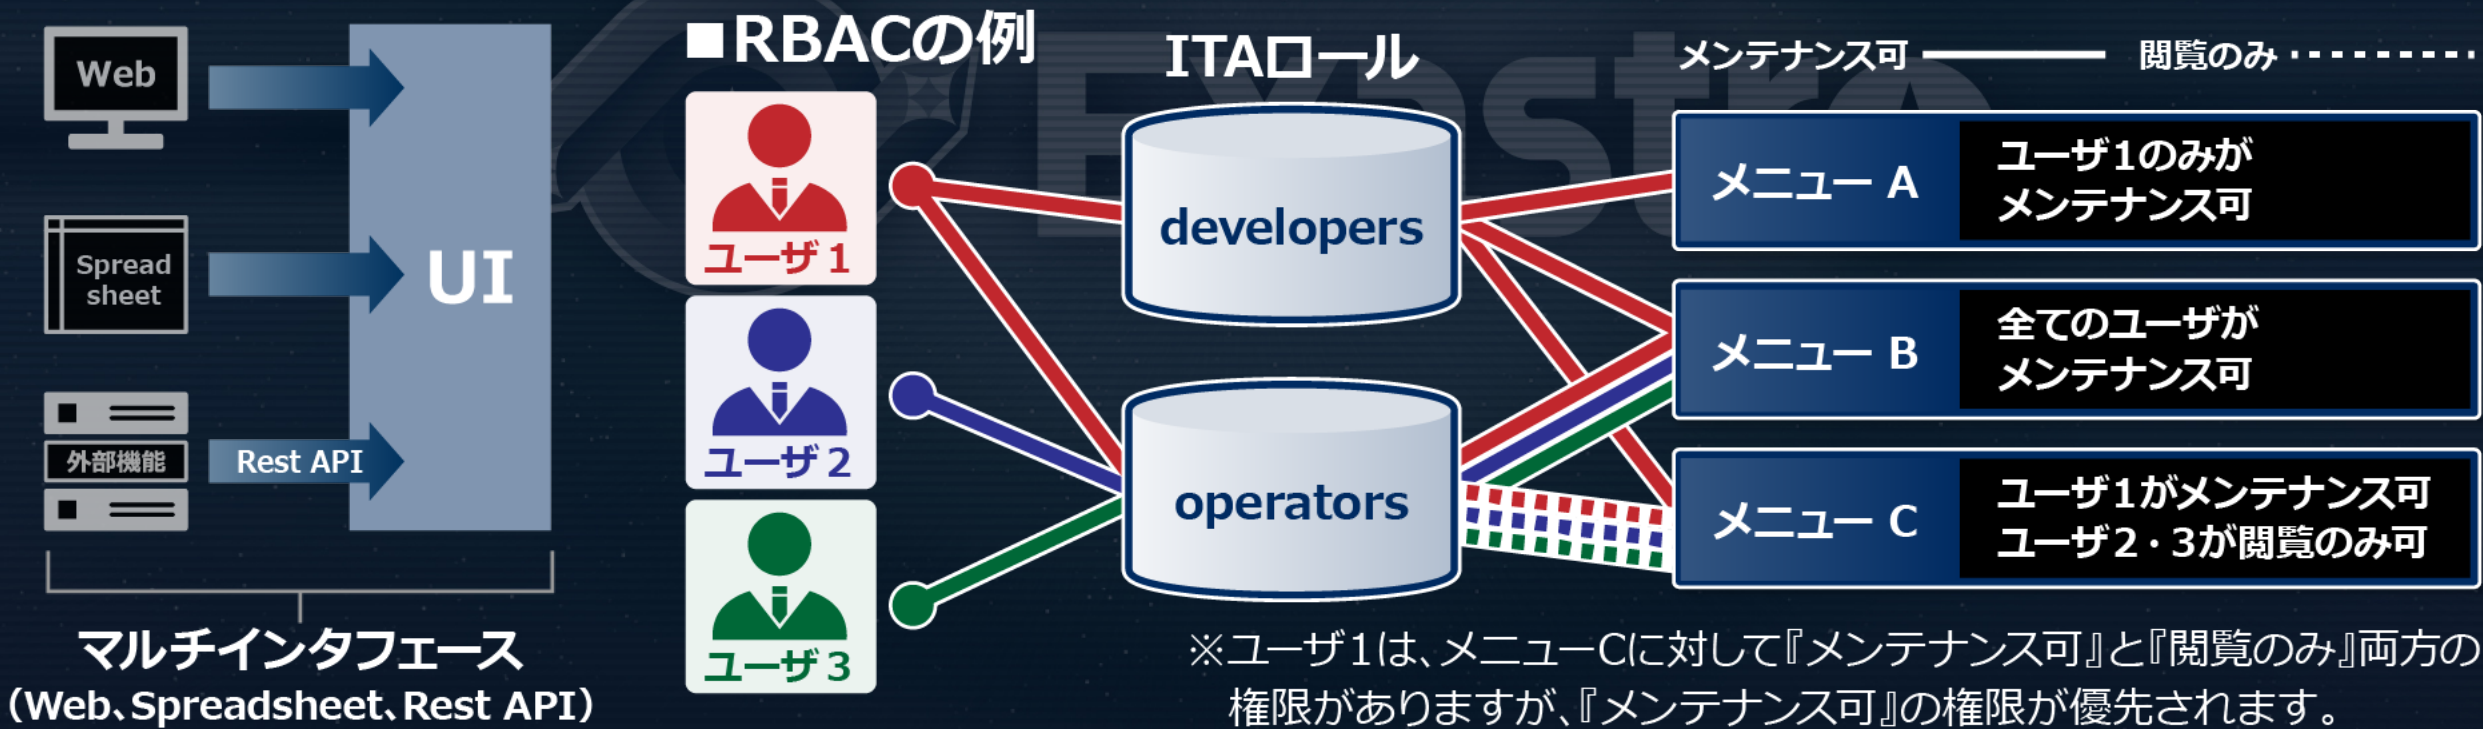 Web
Spread
sheet
外部機能
Rest API
UI
マルチインタフェース
(Web、Spreadsheet、Rest API)
■RBACの例
ユーザ1
ユーザ2
ユーザ3
ITAロール
developers
operators
メンテナンス可
閲覧のみ
メニュー A
ユーザ1のみが
メンテナンス可
メニュー B
全てのユーザが
メンテナンス可
メニュー C
ユーザ1がメンテナンス可
ユーザ2・3が閲覧のみ可
※ユーザ1は、メニューCに対して『メンテナンス可』と『閲覧のみ』両方の
権限がありますが、『メンテナンス可』の権限が優先されます。
Exastro